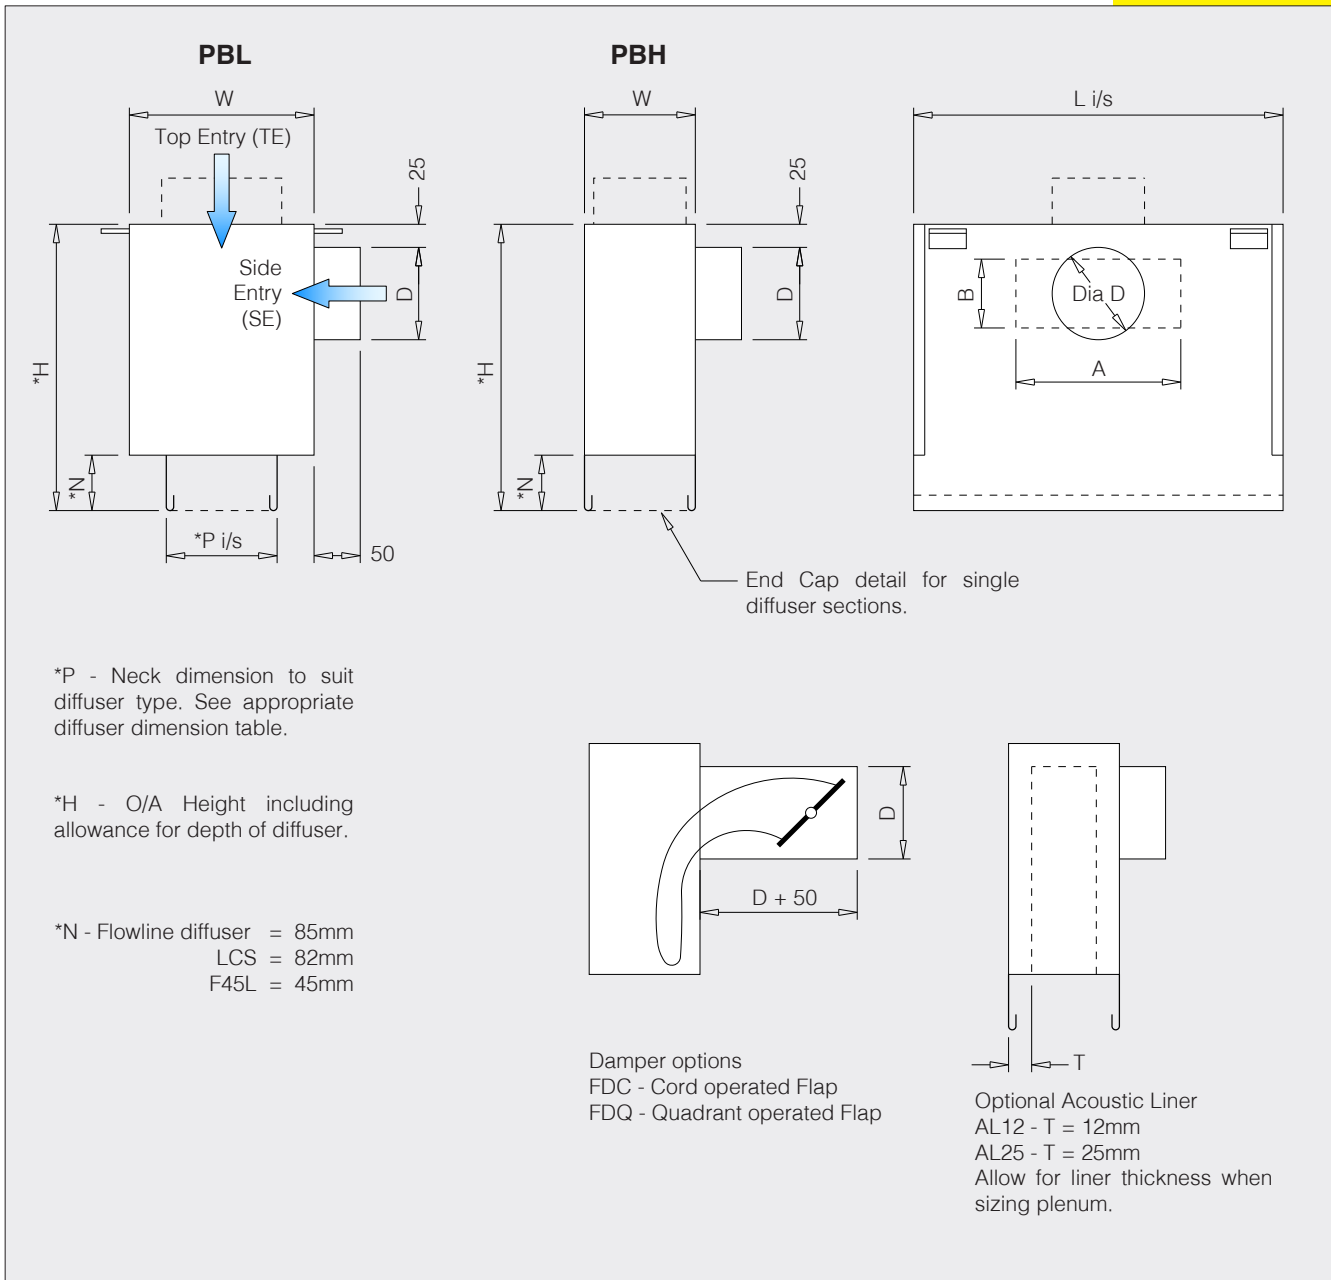 PBL
PBH
W
W
L i/s
Top Entry (TE)
25
25
Side
Entry
(SE)
D
D
B
Dia D
A
*H
*H
*N
*N
*P i/s
50
End Cap detail for single
diffuser sections.
*P - Neck dimension to suit
diffuser type. See appropriate
diffuser dimension table.
*H - O/A Height including
allowance for depth of diffuser.
*N - Flowline diffuser = 85mm
LCS = 82mm
F45L = 45mm
D
D + 50
T
Damper options
FDC - Cord operated Flap
FDQ - Quadrant operated Flap
Optional Acoustic Liner
AL12 - T = 12mm
AL25 - T = 25mm
Allow for liner thickness when
sizing plenum.